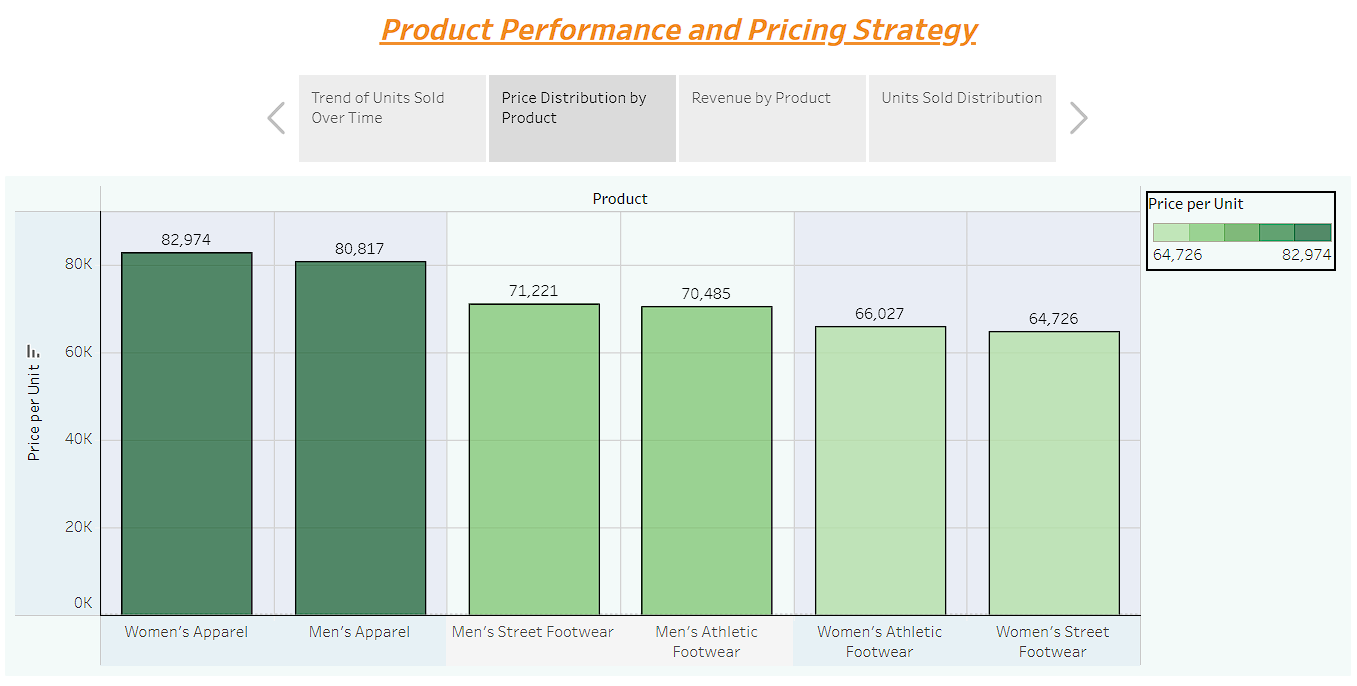 Product Performance and Pricing Strategy
Trend of Units Sold
Over Time
Price Distribution by
Product
Revenue by Product
Units Sold Distribution
Product
Price per Unit
64,726
82,974
Price per Unit
80K
60K
40K
20K
0K
82,974
80,817
71,221
70,485
66,027
64,726
Women's Apparel
Men's Apparel
Men's Street Footwear
Men's Athletic
Footwear
Women's Athletic
Footwear
Women's Street
Footwear